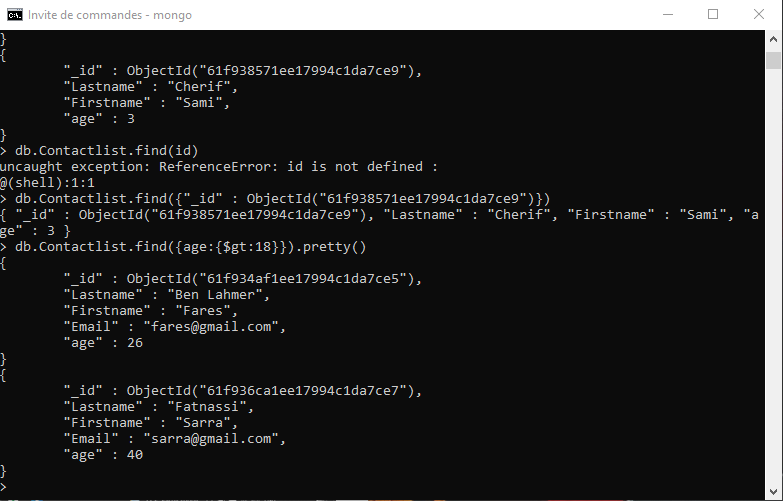 Invite de commandes - mongo
}
{
        "_id" : ObjectId("61f938571ee17994c1da7ce9"),
        "Lastname" : "Cherif",
        "Firstname" : "Sami",
        "age" : 3
}
> db.Contactlist.find(id)
uncaught exception: ReferenceError: id is not defined :
@(shell):1:1
> db.Contactlist.find({"_id" : ObjectId("61f938571ee17994c1da7ce9")})
{ "_id" : ObjectId("61f938571ee17994c1da7ce9"), "Lastname" : "Cherif", "Firstname" : "Sami", "a
ge" : 3 }
> db.Contactlist.find({age:{$gt:18}}).pretty()
{
        "_id" : ObjectId("61f934af1ee17994c1da7ce5"),
        "Lastname" : "Ben Lahmer",
        "Firstname" : "Fares",
        "Email" : "fares@gmail.com",
        "age" : 26
}
{
        "_id" : ObjectId("61f936ca1ee17994c1da7ce7"),
        "Lastname" : "Fatnassi",
        "Firstname" : "Sarra",
        "Email" : "sarra@gmail.com",
        "age" : 40
}
>